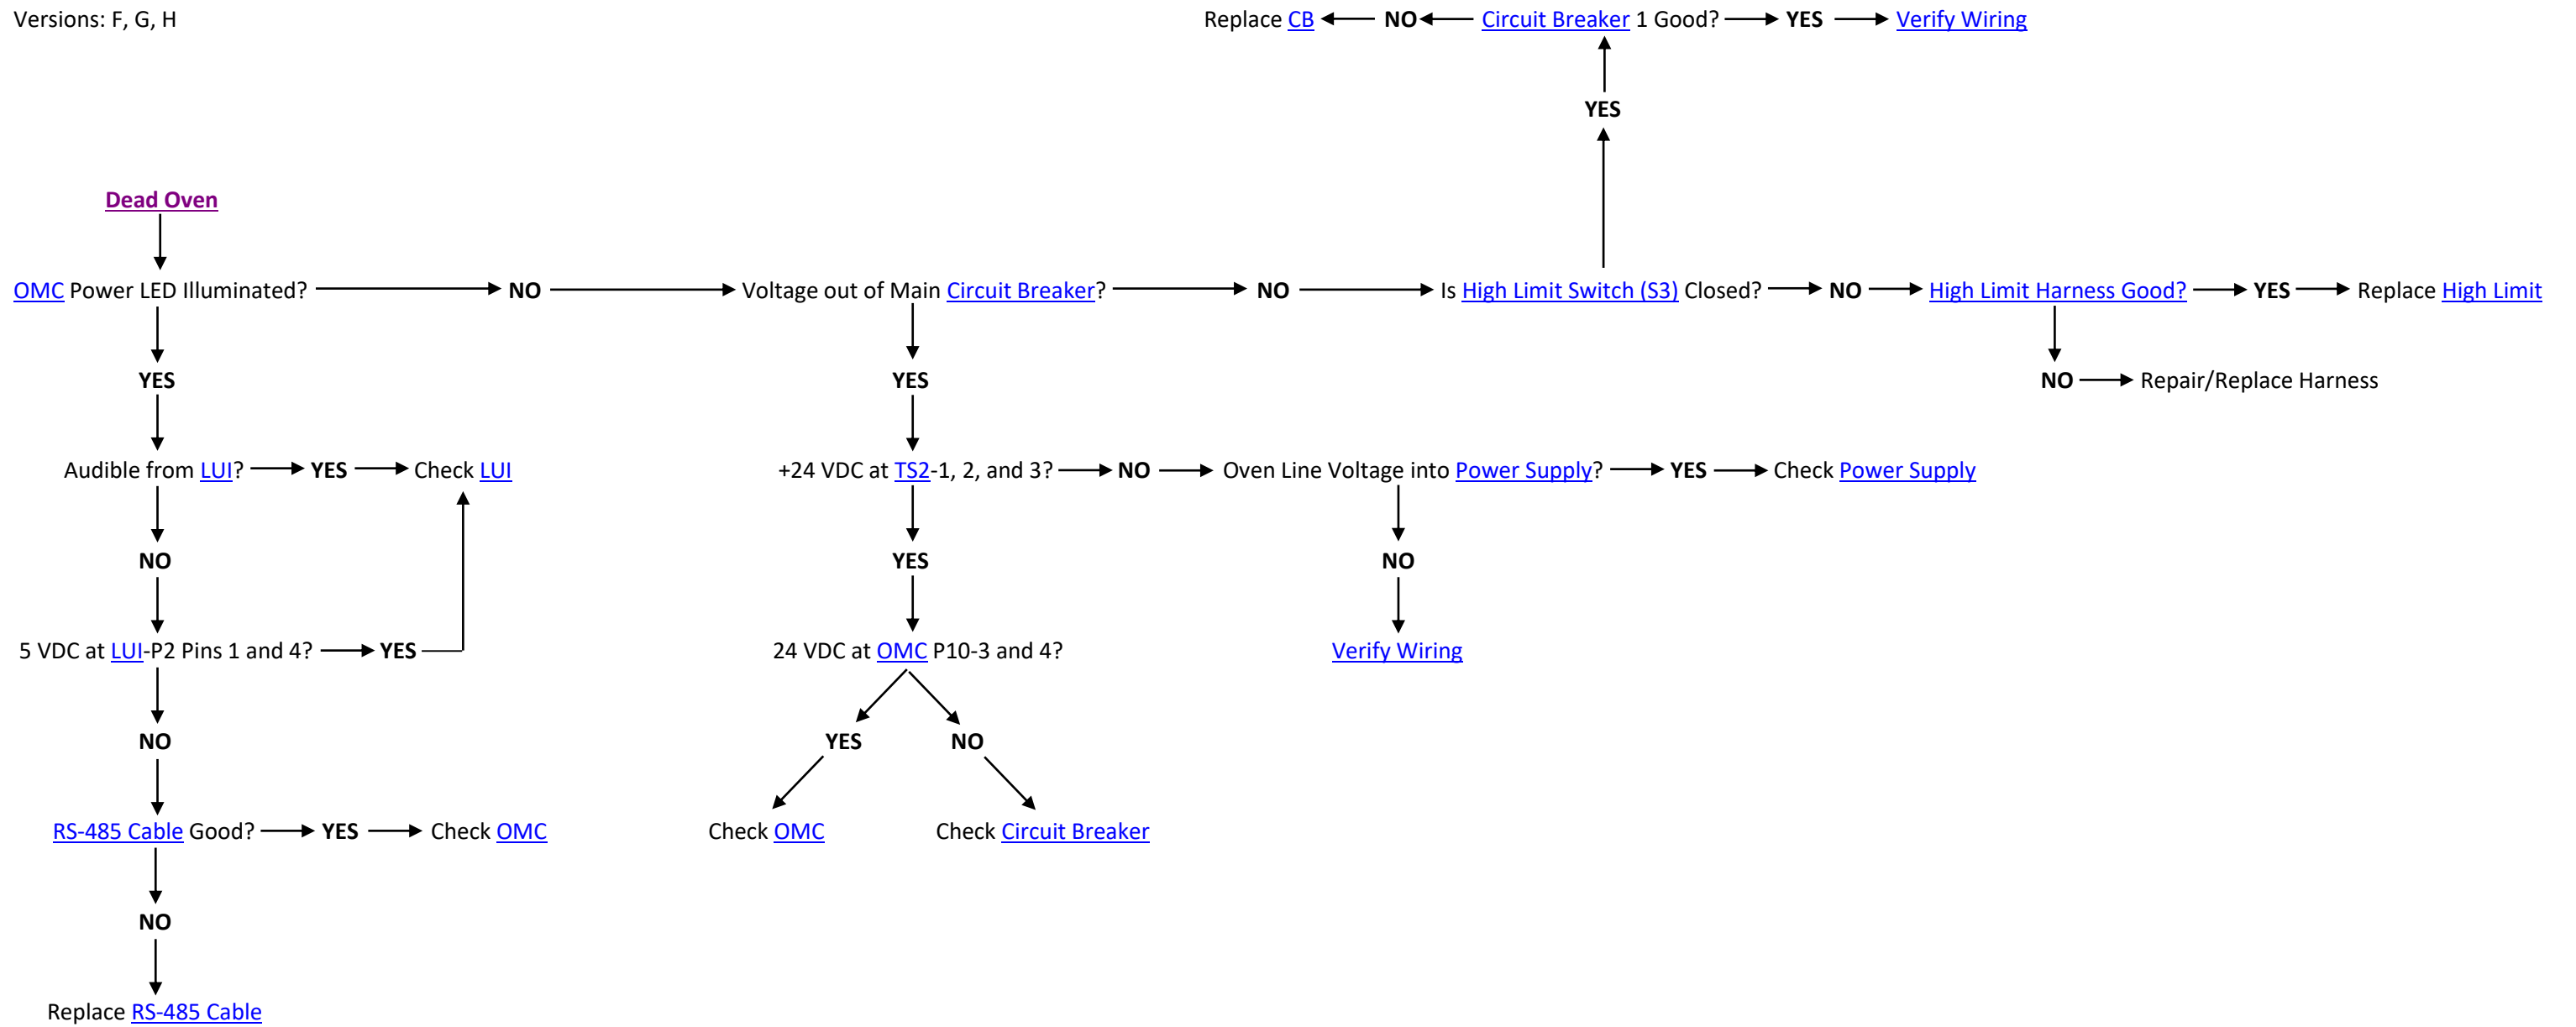 Versions: F, G, H
Replace CB NO Circuit Breaker 1 Good? YES Verify Wiring
YES
Dead Oven
OMC Power LED Illuminated? NO Voltage out of Main Circuit Breaker? NO Is High Limit Switch (S3) Closed? NO High Limit Harness Good? YES Replace High Limit
YES YES NO Repair/Replace Harness
Audible from LUI? YES Check LUI +24 VDC at TS2-1, 2, and 3? NO Oven Line Voltage into Power Supply? YES Check Power Supply
NO YES NO
5 VDC at LUI-P2 Pins 1 and 4? YES 24 VDC at OMC P10-3 and 4? Verify Wiring
NO YES NO
RS-485 Cable Good? YES Check OMC Check OMC Check Circuit Breaker
NO
Replace RS-485 Cable